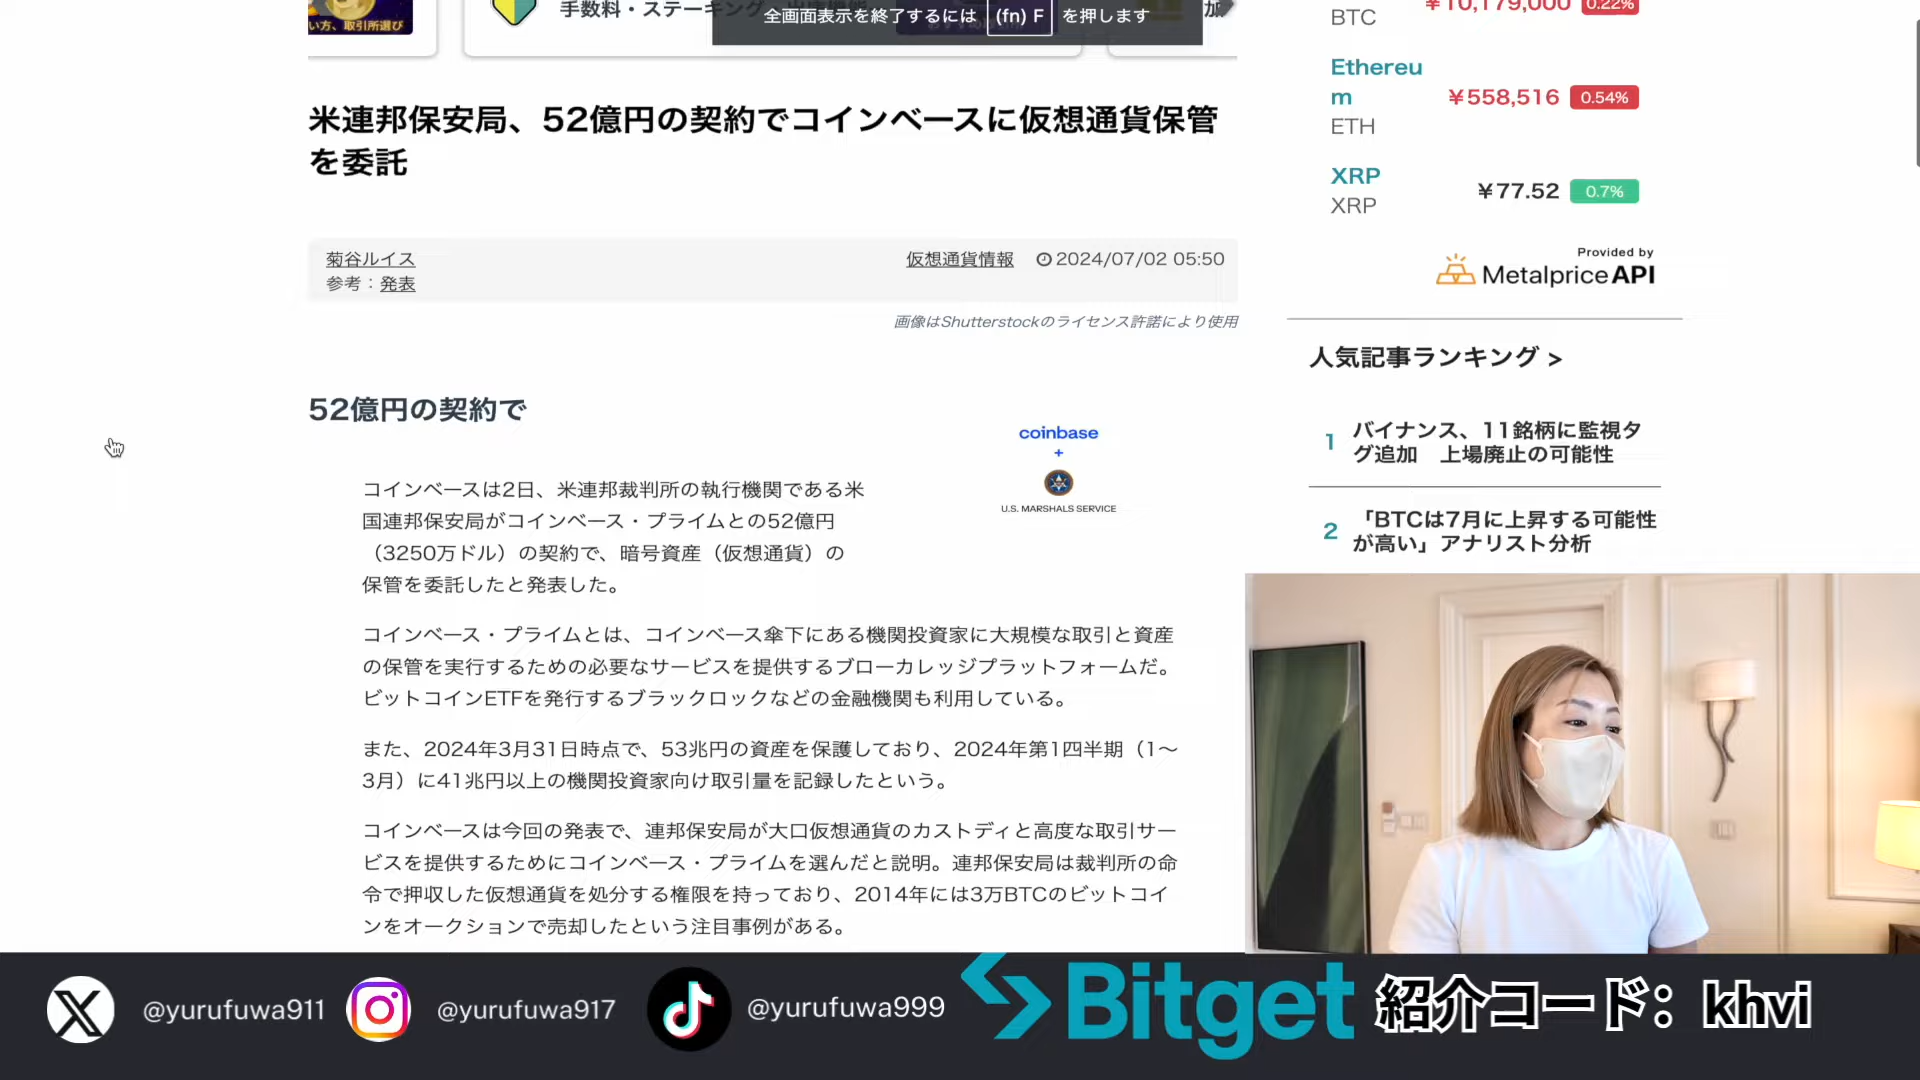 い方、取引所選び
手数料・ステーキング
全画面表示を終了するには (fn) F を押します
米連邦保安局、52億円の契約でコインベースに仮想通貨保管
を委託
菊谷ルイス
参考：発表
仮想通貨情報 2024/07/02 05:50
画像はShutterstockのライセンス許諾により使用
52億円の契約で
coinbase
+
U.S. MARSHALS SERVICE
コインベースは2日、米連邦裁判所の執行機関である米
国連邦保安局がコインベース・プライムとの52億円
（3250万ドル）の契約で、暗号資産（仮想通貨）の
保管を委託したと発表した。
コインベース・プライムとは、コインベース傘下にある機関投資家に大規模な取引と資産
の保管を実行するための必要なサービスを提供するブローカレッジプラットフォームだ。
ビットコインETFを発行するブラックロックなどの金融機関も利用している。
また、2024年3月31日時点で、53兆円の資産を保護しており、2024年第1四半期（1〜
3月）に41兆円以上の機関投資家向け取引量を記録したという。
コインベースは今回の発表で、連邦保安局が大口仮想通貨のカストディと高度な取引サー
ビスを提供するためにコインベース・プライムを選んだと説明。連邦保安局は裁判所の命
令で押収した仮想通貨を処分する権限を持っており、2014年には3万BTCのビットコイ
ンをオークションで売却したという注目事例がある。
BTC ¥10,179,000 0.22%
Ethereu
m ¥558,516 0.54%
ETH
XRP
XRP ¥77.52 0.7%
Provided by
MetalpriceAPI
人気記事ランキング >
1 バイナンス、11銘柄に監視タ
グ追加　上場廃止の可能性
2 「BTCは7月に上昇する可能性
が高い」アナリスト分析
@yurufuwa911 @yurufuwa917 @yurufuwa999 Bitget 紹介コード：khvi